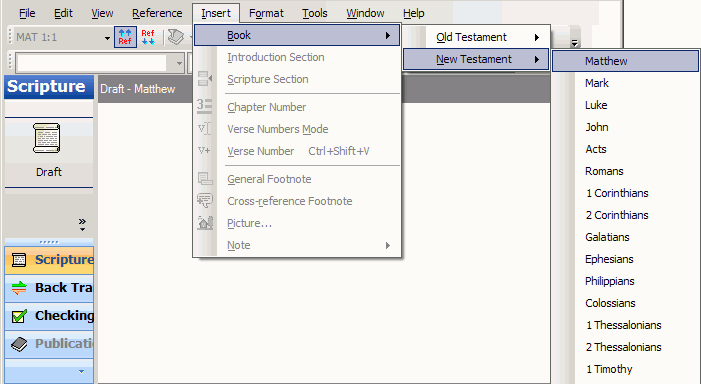 File Edit View Reference Insert Format Tools Window Help
MAT 1:1 Ref Ref
Scripture
Draft - Matthew
Draft
»
Scripture
Back Tra
Checking
Publicatio
Book
Introduction Section
Scripture Section
Chapter Number
Verse Numbers Mode
Verse Number Ctrl+Shift+V
General Footnote
Cross-reference Footnote
Picture...
Note
Old Testament
New Testament
Matthew
Mark
Luke
John
Acts
Romans
1 Corinthians
2 Corinthians
Galatians
Ephesians
Philippians
Colossians
1 Thessalonians
2 Thessalonians
1 Timothy